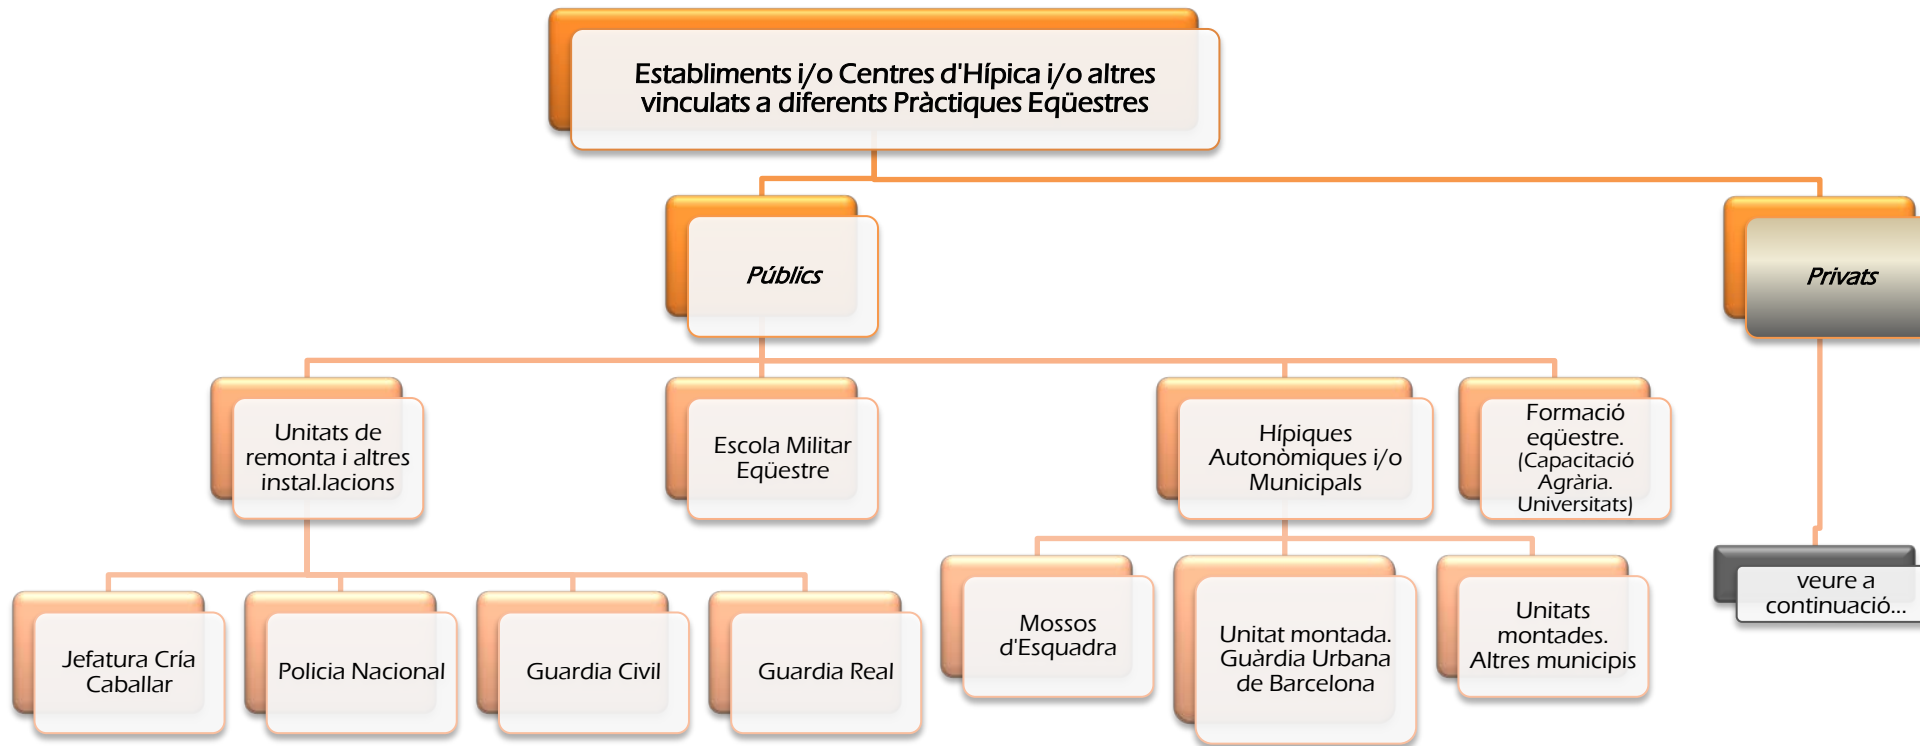 Establiments i/o Centres d'Hípica i/o altres
vinculats a diferents Pràctiques Eqüestres
Públics
Privats
Unitats de
remonta i altres
instal.lacions
Escola Militar
Eqüestre
Hípiques
Autonòmiques i/o
Municipals
Formació
eqüestre.
(Capacitació
Agrària.
Universitats)
veure a
continuació...
Jefatura Cría
Caballar
Policia Nacional
Guardia Civil
Guardia Real
Mossos
d'Esquadra
Unitat montada.
Guàrdia Urbana
de Barcelona
Unitats
montades.
Altres municipis